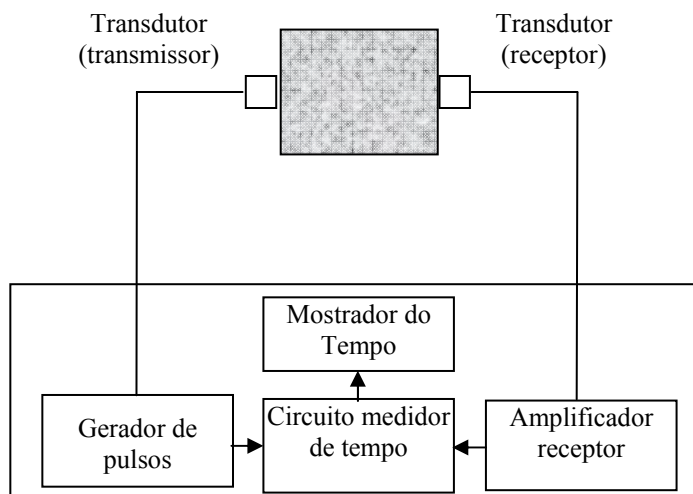 Transdutor
(transmissor)
Transdutor
(receptor)
Mostrador do
Tempo
Gerador de
pulsos
Circuito medidor
de tempo
Amplificador
receptor